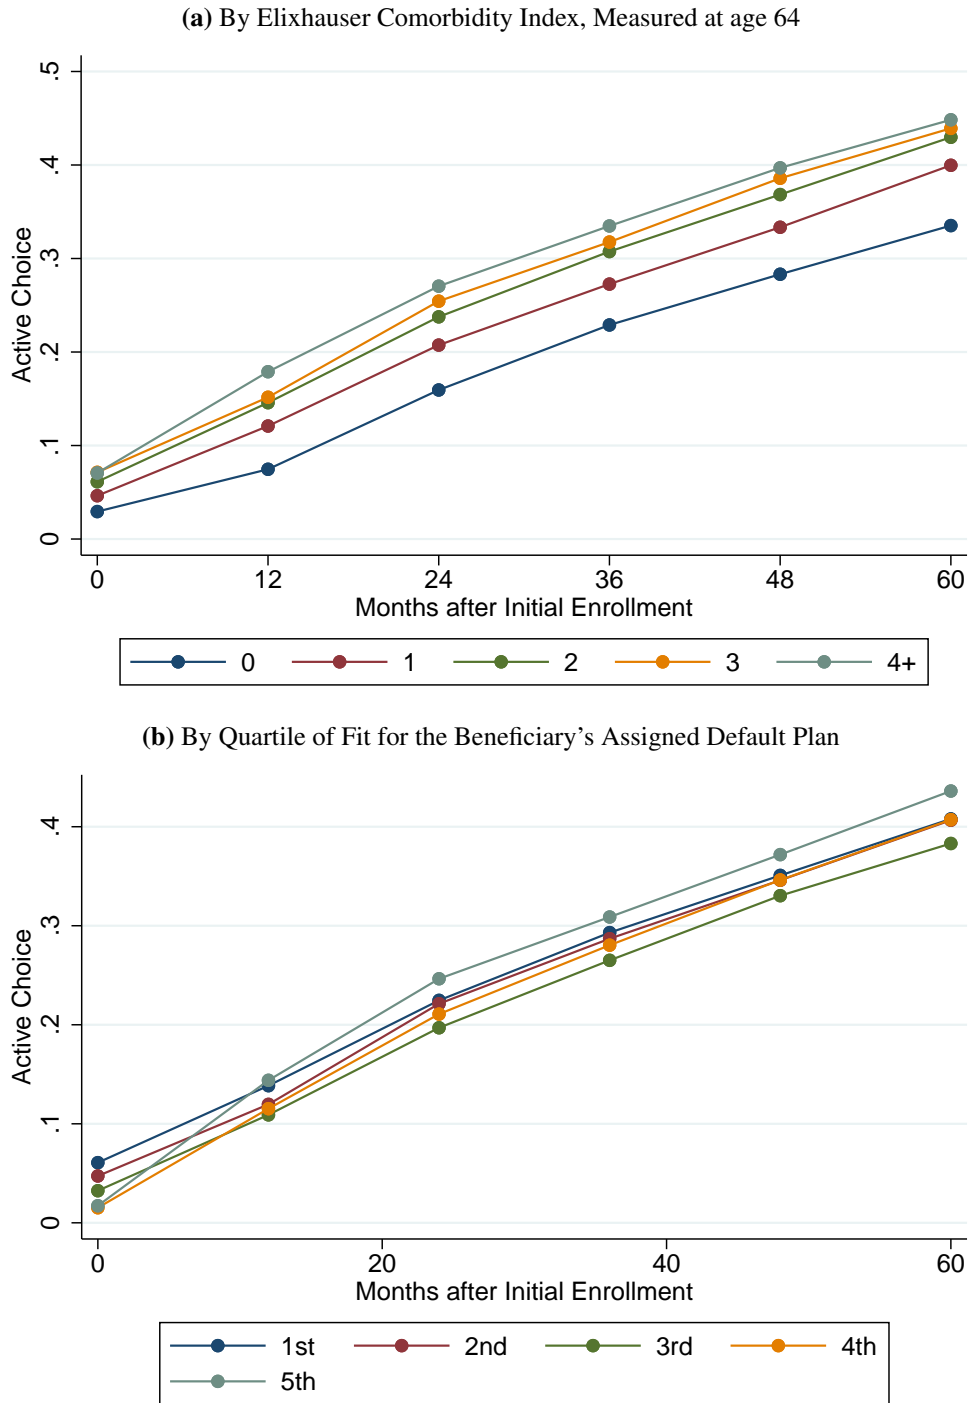 (a) By Elixhauser Comorbidity Index, Measured at age 64
.5
.4
.3
.2
.1
0
Active Choice
0 12 24 36 48 60
Months after Initial Enrollment
0 1 2 3 4+
(b) By Quartile of Fit for the Beneficiary's Assigned Default Plan
.4
.3
.2
.1
0
Active Choice
0 20 40 60
Months after Initial Enrollment
1st 2nd 3rd 4th
5th